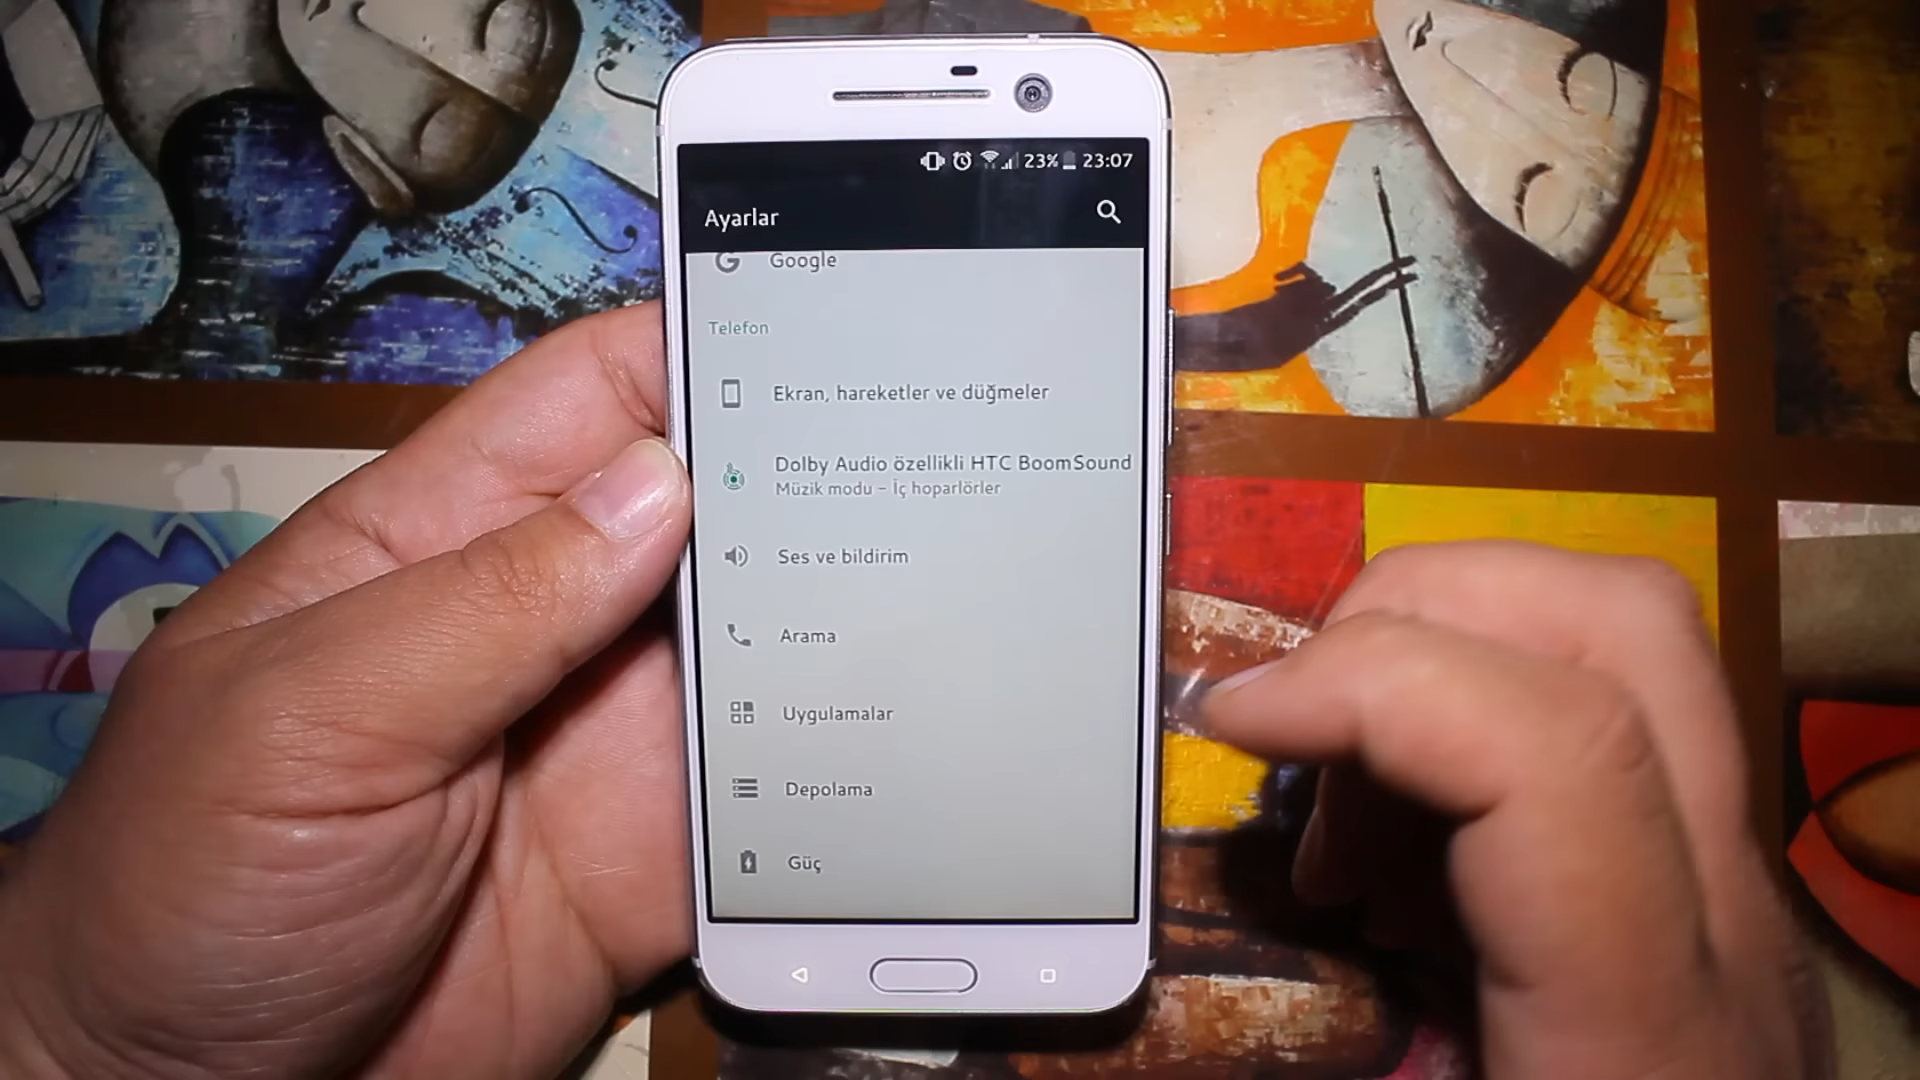 23% 23:07
Ayarlar
Google
Telefon
Ekran, hareketler ve düğmeler
Dolby Audio özellikli HTC BoomSound
Müzik modu - İç hoparlörler
Ses ve bildirim
Arama
Uygulamalar
Depolama
Güç